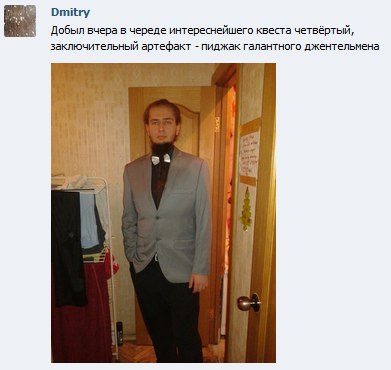 Dmitry
Добыл вчера в череде интереснейшего квеста четвёртый,
заключительный артефакт - пиджак галантного джентельмена